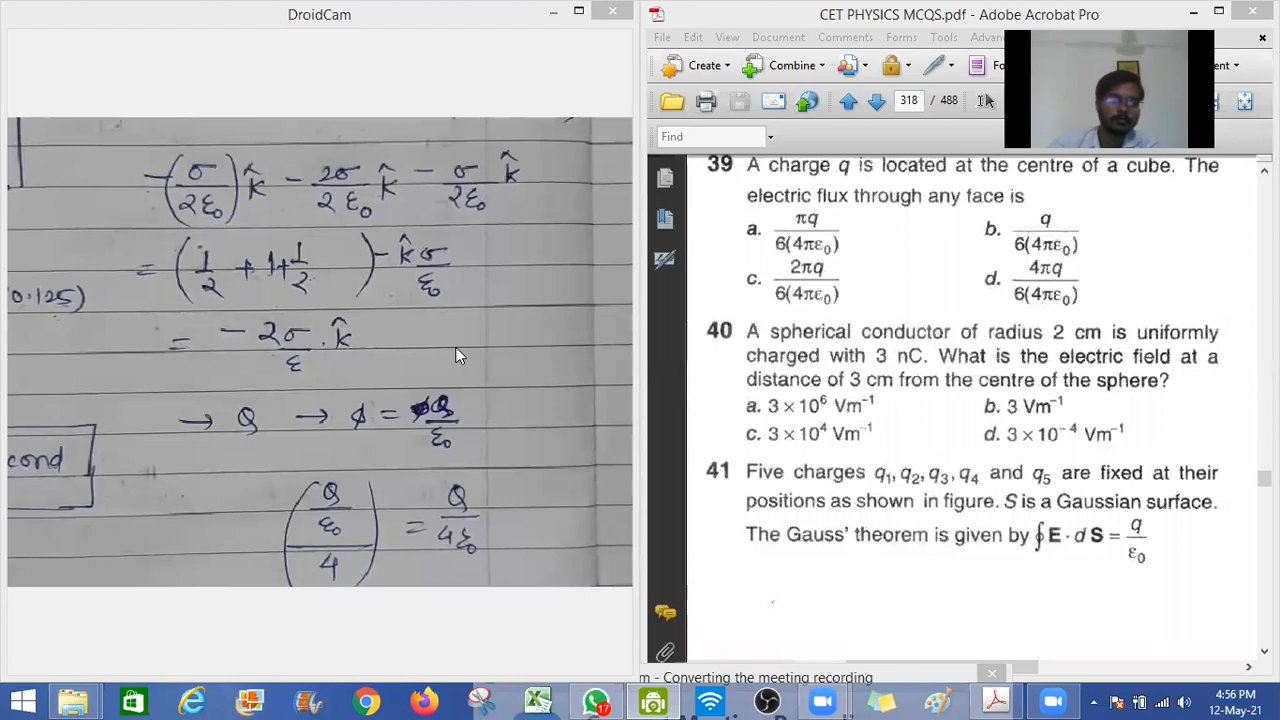 DroidCam
CET PHYSICS MCQS.pdf - Adobe Acrobat Pro
File Edit View Document Comments Forms Tools
Create Combine
318 / 488
Find
-(σ/2ε₀) k̂ - 2σ/2ε₀ k̂ - σ/2ε₀ k̂
= (1/2 + 1+1/2) - k̂ σ/ε₀
(0.125)
= -2σ/ε . k̂
→ Q → ϕ = Q/ε₀
cond
(Q/ε₀ / 4) = Q/4ε₀
39 A charge q is located at the centre of a cube. The
electric flux through any face is
a. πq/6(4πε₀) b. q/6(4πε₀)
c. 2πq/6(4πε₀) d. 4πq/6(4πε₀)
40 A spherical conductor of radius 2 cm is uniformly
charged with 3 nC. What is the electric field at a
distance of 3 cm from the centre of the sphere?
a. 3 × 10⁶ Vm⁻¹ b. 3 Vm⁻¹
c. 3 × 10⁴ Vm⁻¹ d. 3 × 10⁻⁴ Vm⁻¹
41 Five charges q₁, q₂, q₃, q₄ and q₅ are fixed at their
positions as shown in figure. S is a Gaussian surface.
The Gauss' theorem is given by ∮ E · d S = q/ε₀
m - Converting the meeting recording
17
4:56 PM
12-May-21